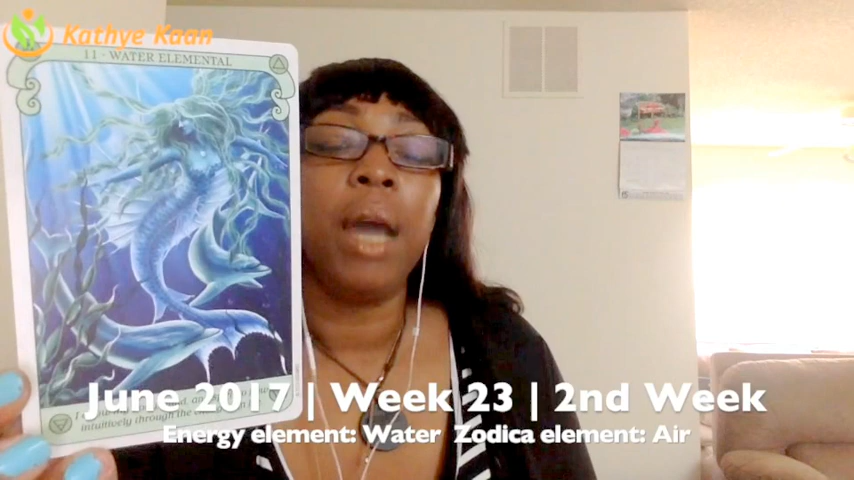 Kathye Kaan
11 - WATER ELEMENTAL
June 2017 | Week 23 | 2nd Week
intuitively through the
Energy element: Water Zodica element: Air